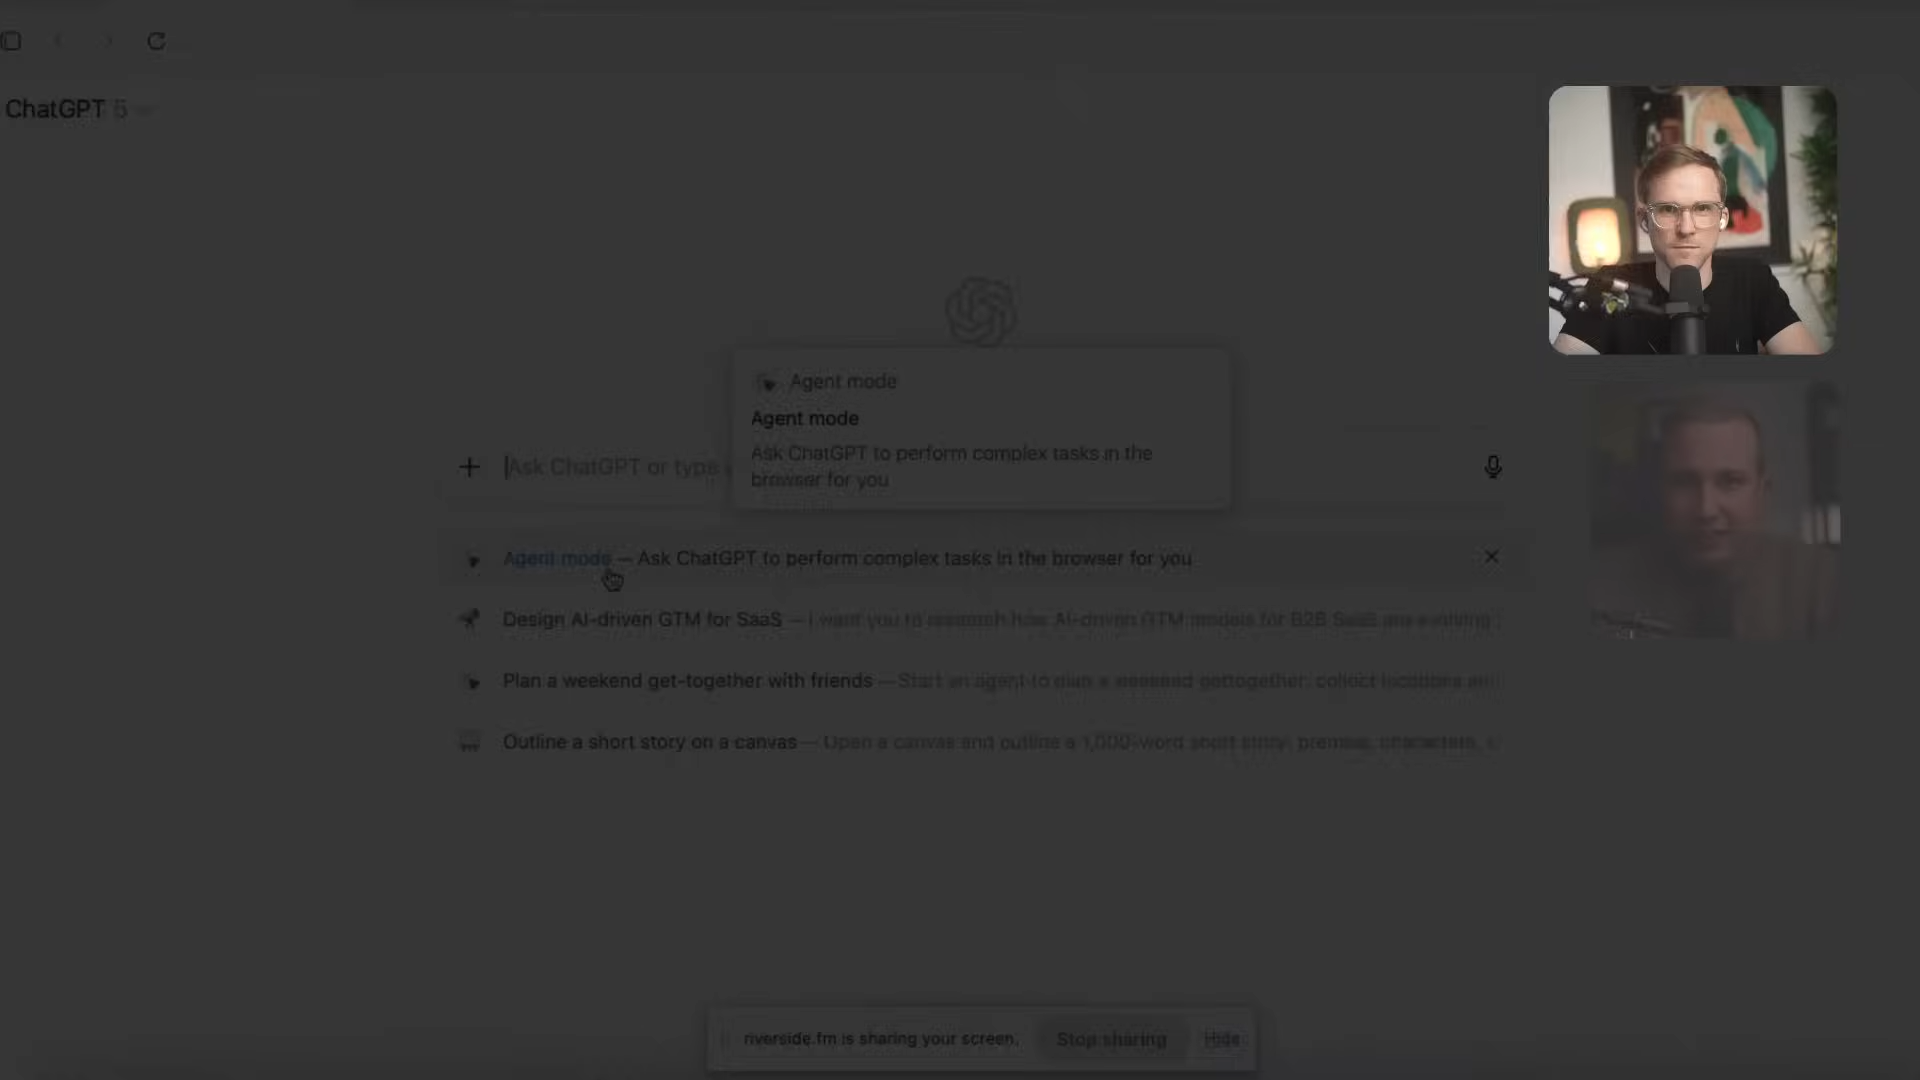 ChatGPT 5
Agent mode
Agent mode
Ask ChatGPT to perform complex tasks in the
browser for you
Ask ChatGPT or type
Agent mode — Ask ChatGPT to perform complex tasks in the browser for you
Design AI-driven GTM for SaaS — I want you to research how AI-driven GTM models for B2B SaaS are evolving
Plan a weekend get-together with friends — Start an agent to plan a weekend gettogether: collect locations
Outline a short story on a canvas — Open a canvas and outline a 1,000-word short story: premise, characters,
riverside.fm is sharing your screen.
Stop sharing
Hide